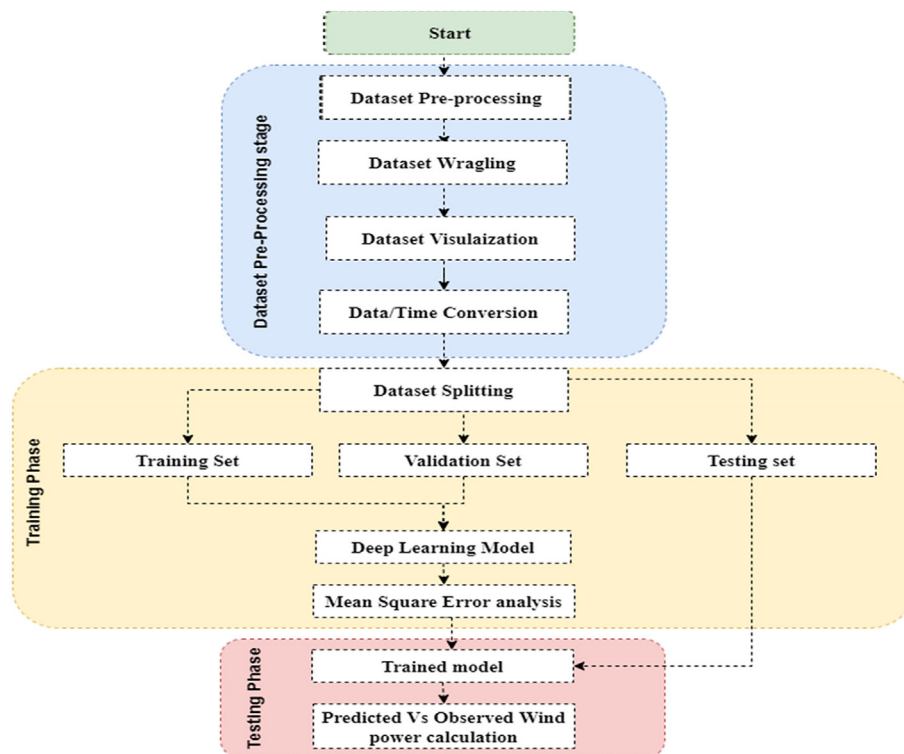 Start
Dataset Pre-Processing stage
Dataset Pre-processing
Dataset Wragling
Dataset Visulaization
Data/Time Conversion
Training Phase
Dataset Splitting
Training Set
Validation Set
Testing set
Deep Learning Model
Mean Square Error analysis
Testing Phase
Trained model
Predicted Vs Observed Wind
power calculation